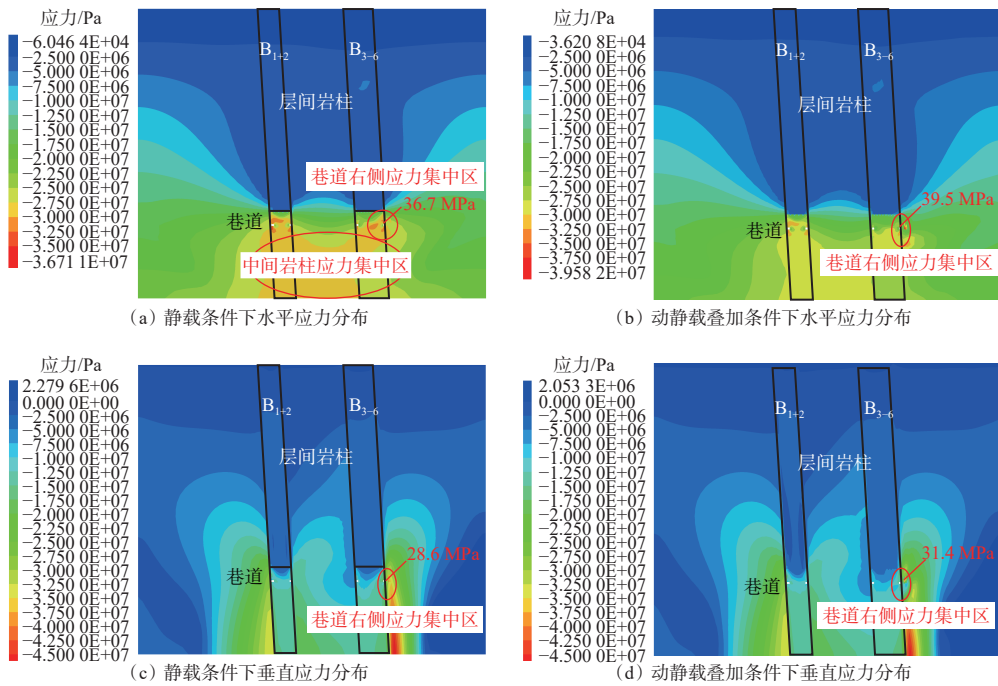 应力/Pa
−6.046 4E+04
−2.500 0E+06
−5.000 0E+06
−7.500 0E+06
−1.000 0E+07
−1.250 0E+07
−1.500 0E+07
−1.750 0E+07
−2.000 0E+07
−2.250 0E+07
−2.500 0E+07
−2.750 0E+07
−3.000 0E+07
−3.250 0E+07
−3.500 0E+07
−3.671 1E+07
B1+2
B3-6
层间岩柱
巷道右侧应力集中区
36.7 MPa
巷道
中间岩柱应力集中区
（a）静载条件下水平应力分布
应力/Pa
−3.620 8E+04
−2.500 0E+06
−5.000 0E+06
−7.500 0E+06
−1.000 0E+07
−1.250 0E+07
−1.500 0E+07
−1.750 0E+07
−2.000 0E+07
−2.250 0E+07
−2.500 0E+07
−2.750 0E+07
−3.000 0E+07
−3.250 0E+07
−3.500 0E+07
−3.750 0E+07
−3.958 2E+07
B1+2
B3-6
层间岩柱
39.5 MPa
巷道
巷道右侧应力集中区
（b）动静载叠加条件下水平应力分布
应力/Pa
2.279 6E+06
0.000 0E+00
−2.500 0E+06
−5.000 0E+06
−7.500 0E+06
−1.000 0E+07
−1.250 0E+07
−1.500 0E+07
−1.750 0E+07
−2.000 0E+07
−2.250 0E+07
−2.500 0E+07
−2.750 0E+07
−3.000 0E+07
−3.250 0E+07
−3.500 0E+07
−3.750 0E+07
−4.000 0E+07
−4.250 0E+07
−4.500 0E+07
B1+2
B3-6
层间岩柱
28.6 MPa
巷道
巷道右侧应力集中区
（c）静载条件下垂直应力分布
应力/Pa
2.053 3E+06
0.000 0E+00
−2.500 0E+06
−5.000 0E+06
−7.500 0E+06
−1.000 0E+07
−1.250 0E+07
−1.500 0E+07
−1.750 0E+07
−2.000 0E+07
−2.250 0E+07
−2.500 0E+07
−2.750 0E+07
−3.000 0E+07
−3.250 0E+07
−3.500 0E+07
−3.750 0E+07
−4.000 0E+07
−4.250 0E+07
−4.500 0E+07
B1+2
B3-6
层间岩柱
31.4 MPa
巷道
巷道右侧应力集中区
（d）动静载叠加条件下垂直应力分布